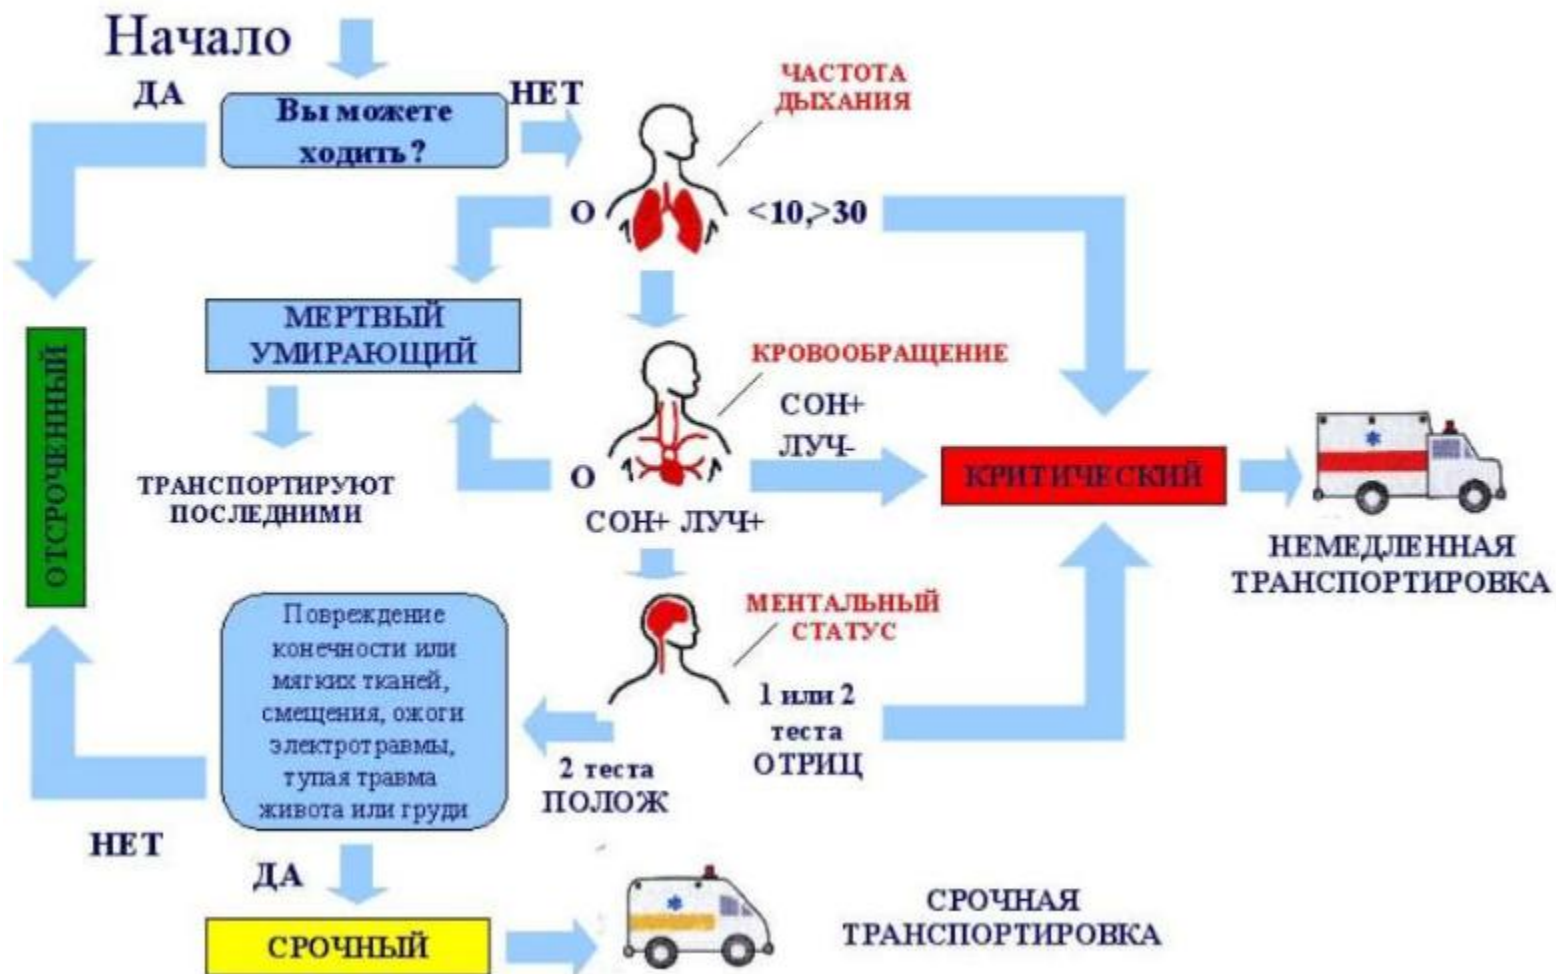 Начало
ДА
НЕТ
Вы можете
ходить?
ЧАСТОТА
ДЫХАНИЯ
О
<10,>30
МЕРТВЫЙ
УМИРАЮЩИЙ
ТРАНСПОРТИРУЮТ
ПОСЛЕДНИМИ
ОТСРОЧЕННЫЙ
КРОВООБРАЩЕНИЕ
СОН+
ЛУЧ-
О
СОН+ ЛУЧ+
КРИТИЧЕСКИЙ
НЕМЕДЛЕННАЯ
ТРАНСПОРТИРОВКА
МЕНТАЛЬНЫЙ
СТАТУС
1 или 2
теста
ОТРИЦ
2 теста
ПОЛОЖ
Повреждение
конечности или
мягких тканей,
смещения, ожоги
электротравмы,
тупая травма
живота или груди
НЕТ
ДА
СРОЧНЫЙ
СРОЧНАЯ
ТРАНСПОРТИРОВКА